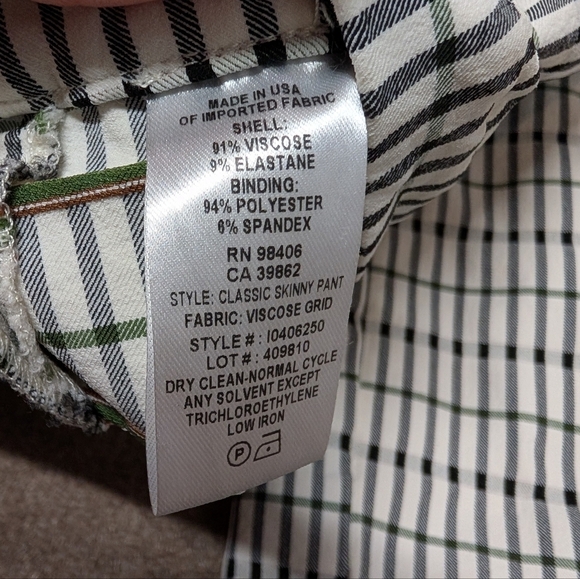 MADE IN USA
OF IMPORTED FABRIC
SHELL:
91% VISCOSE
9% ELASTANE
BINDING:
94% POLYESTER
6% SPANDEX
RN 98406
CA 39862
STYLE: CLASSIC SKINNY PANT
FABRIC: VISCOSE GRID
STYLE # : I0406250
LOT # : 409810
DRY CLEAN-NORMAL CYCLE
ANY SOLVENT EXCEPT
TRICHLOROETHYLENE
LOW IRON
P